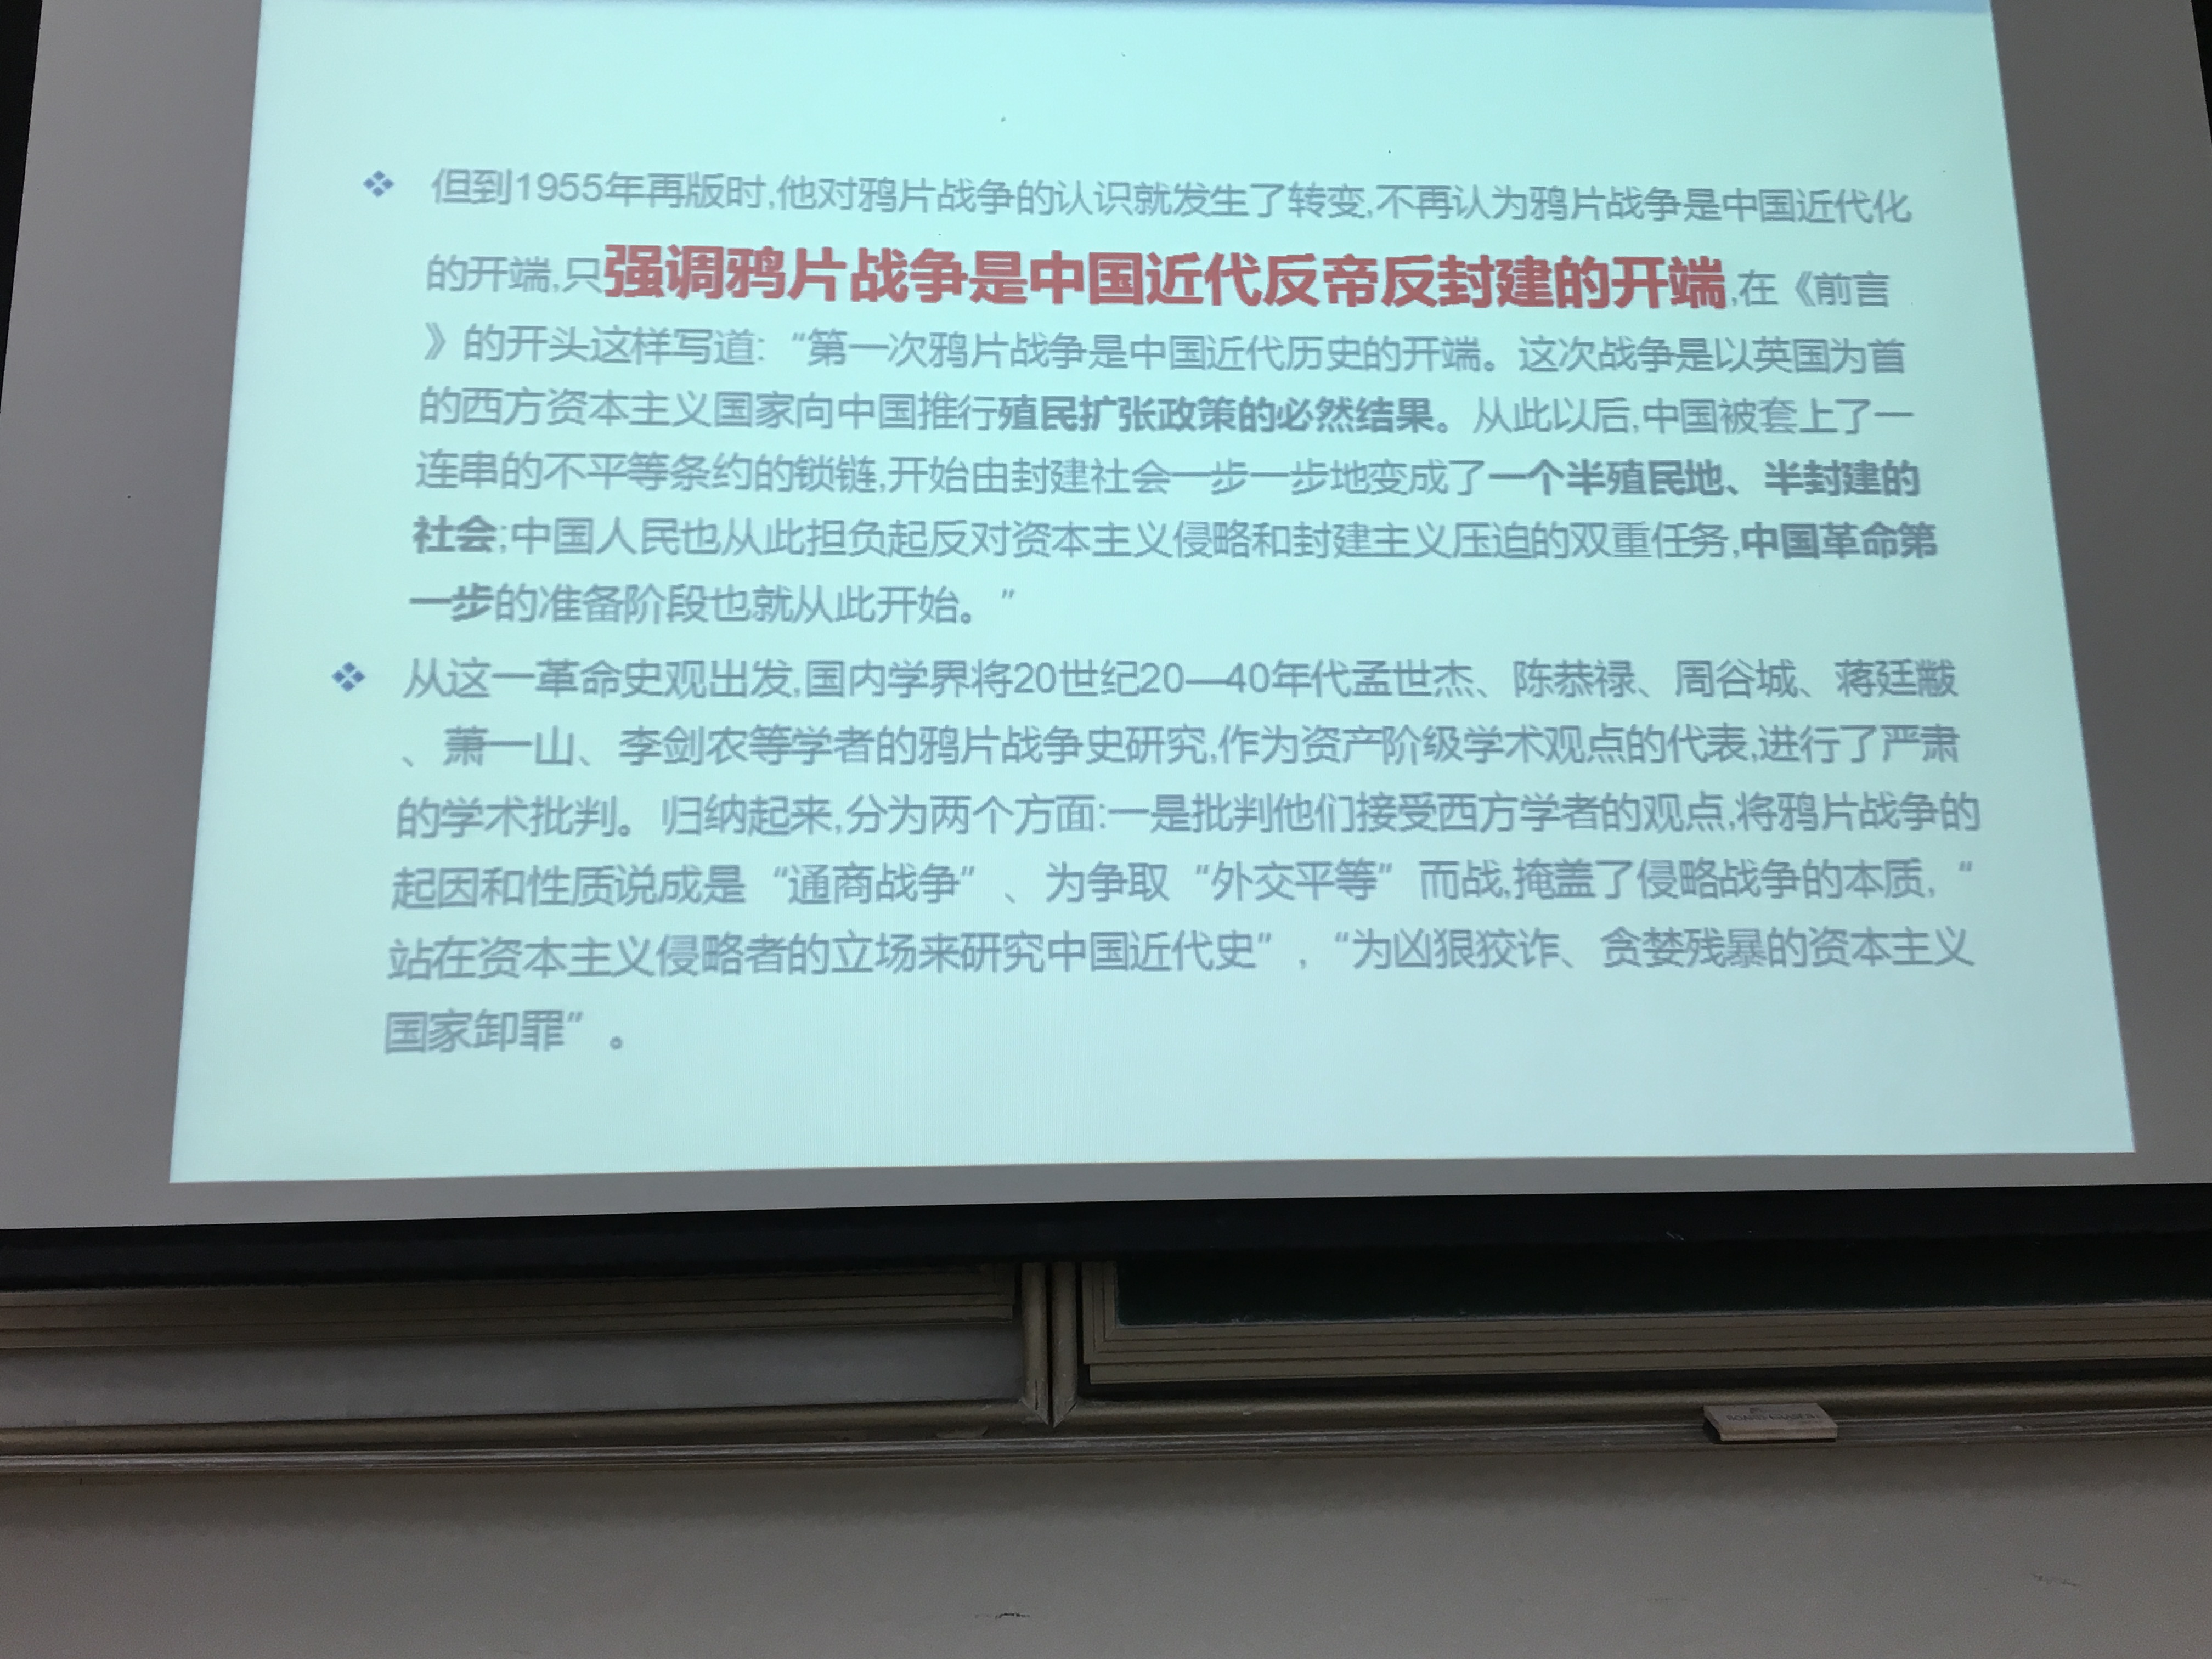 但到1955年再版时,他对鸦片战争的认识就发生了转变,不再认为鸦片战争是中国近代化
的开端,只强调鸦片战争是中国近代反帝反封建的开端,在《前言
》的开头这样写道:“第一次鸦片战争是中国近代历史的开端。这次战争是以英国为首
的西方资本主义国家向中国推行殖民扩张政策的必然结果。从此以后,中国被套上了一
连串的不平等条约的锁链,开始由封建社会一步一步地变成了一个半殖民地、半封建的
社会;中国人民也从此担负起反对资本主义侵略和封建主义压迫的双重任务,中国革命第
一步的准备阶段也就从此开始。”
从这一革命史观出发,国内学界将20世纪20—40年代孟世杰、陈恭禄、周谷城、蒋廷黻
、萧一山、李剑农等学者的鸦片战争史研究,作为资产阶级学术观点的代表,进行了严肃
的学术批判。归纳起来,分为两个方面:一是批判他们接受西方学者的观点,将鸦片战争的
起因和性质说成是“通商战争”、为争取“外交平等”而战,掩盖了侵略战争的本质,“
站在资本主义侵略者的立场来研究中国近代史”,“为凶狠狡诈、贪婪残暴的资本主义
国家卸罪”。
BOARD ERASER